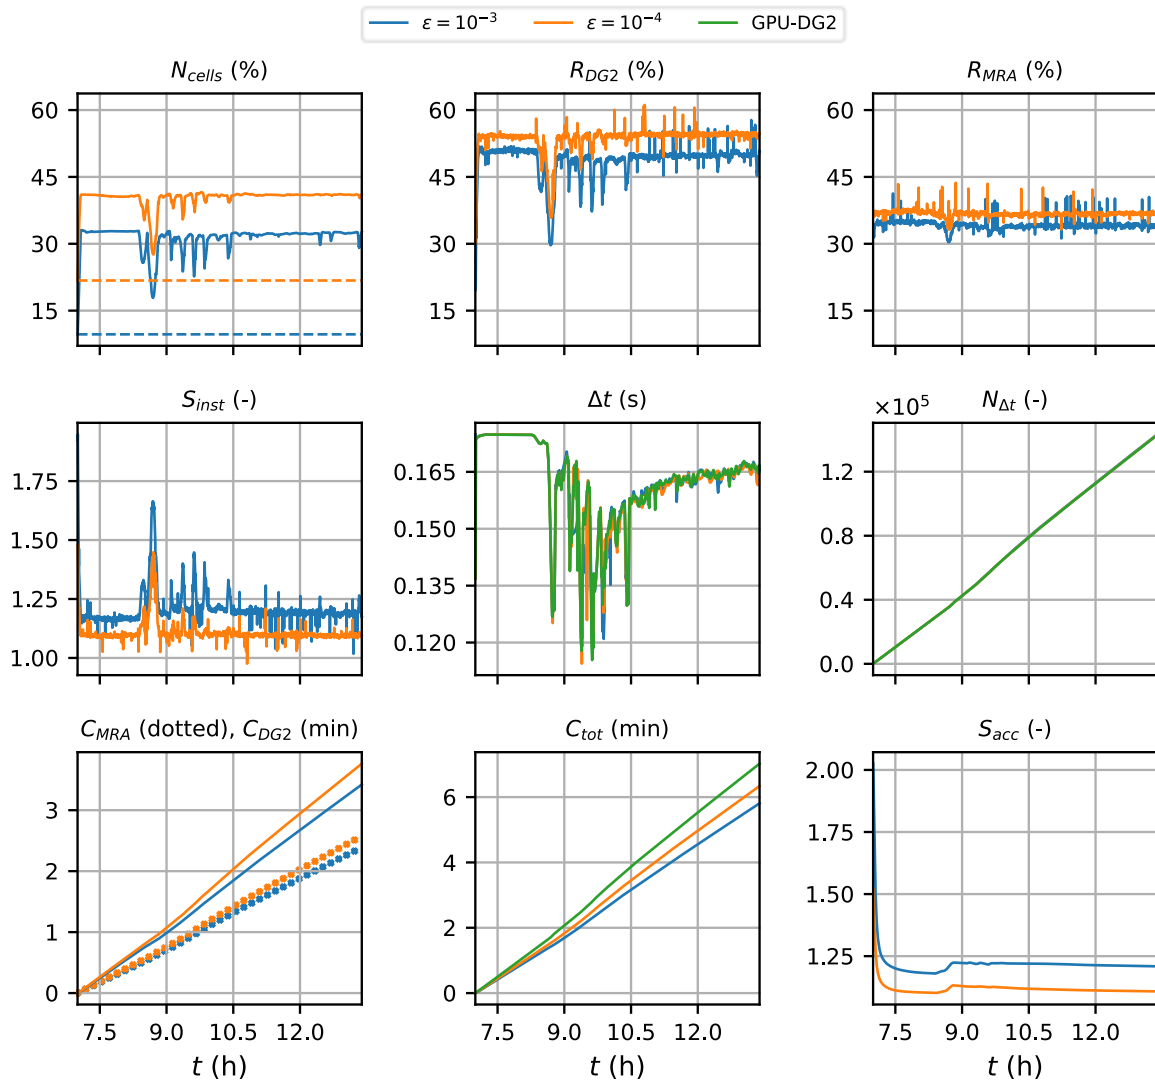 ε = 10⁻³ ε = 10⁻⁴ GPU-DG2
N_cells (%) R_DG2 (%) R_MRA (%)
60 60 60
45 45 45
30 30 30
15 15 15
S_inst (-) Δt (s) N_Δt (-)
×10⁵
1.75 0.165 1.2
1.50 0.150 0.8
1.25 0.135 0.4
1.00 0.120 0.0
C_MRA (dotted), C_DG2 (min) C_tot (min) S_acc (-)
3 6 2.00
2 4 1.75
1 2 1.50
0 0 1.25
7.5 9.0 10.5 12.0 7.5 9.0 10.5 12.0 7.5 9.0 10.5 12.0
t (h) t (h) t (h)